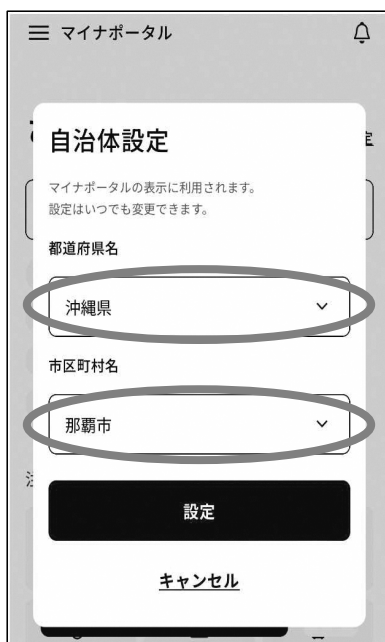 マイナポータル
自治体設定
マイナポータルの表示に利用されます。
設定はいつでも変更できます。
都道府県名
沖縄県
市区町村名
那覇市
注
設定
キャンセル